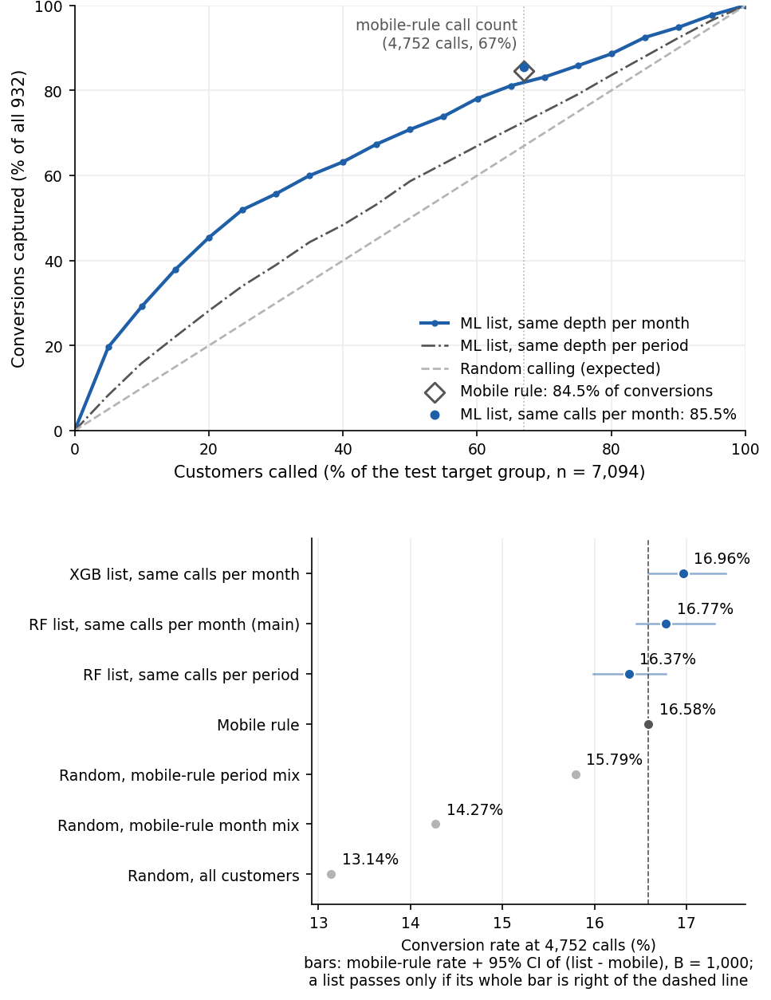 100
80
60
40
20
0
Conversions captured (% of all 932)
mobile-rule call count
(4,752 calls, 67%)
ML list, same depth per month
ML list, same depth per period
Random calling (expected)
Mobile rule: 84.5% of conversions
ML list, same calls per month: 85.5%
0 20 40 60 80 100
Customers called (% of the test target group, n = 7,094)
XGB list, same calls per month 16.96%
RF list, same calls per month (main) 16.77%
RF list, same calls per period 16.37%
Mobile rule 16.58%
Random, mobile-rule period mix 15.79%
Random, mobile-rule month mix 14.27%
Random, all customers 13.14%
13 14 15 16 17
Conversion rate at 4,752 calls (%)
bars: mobile-rule rate + 95% CI of (list - mobile), B = 1,000;
a list passes only if its whole bar is right of the dashed line